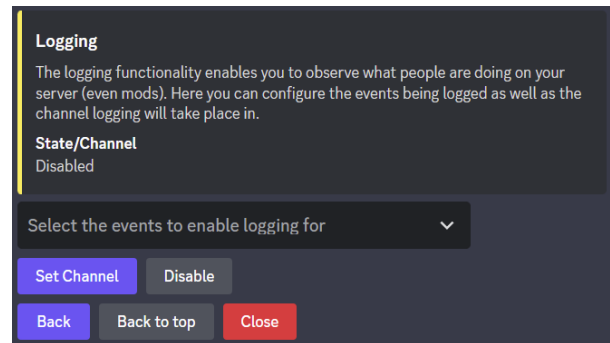 Logging
The logging functionality enables you to observe what people are doing on your
server (even mods). Here you can configure the events being logged as well as the
channel logging will take place in.
State/Channel
Disabled
Select the events to enable logging for
Set Channel Disable
Back Back to top Close